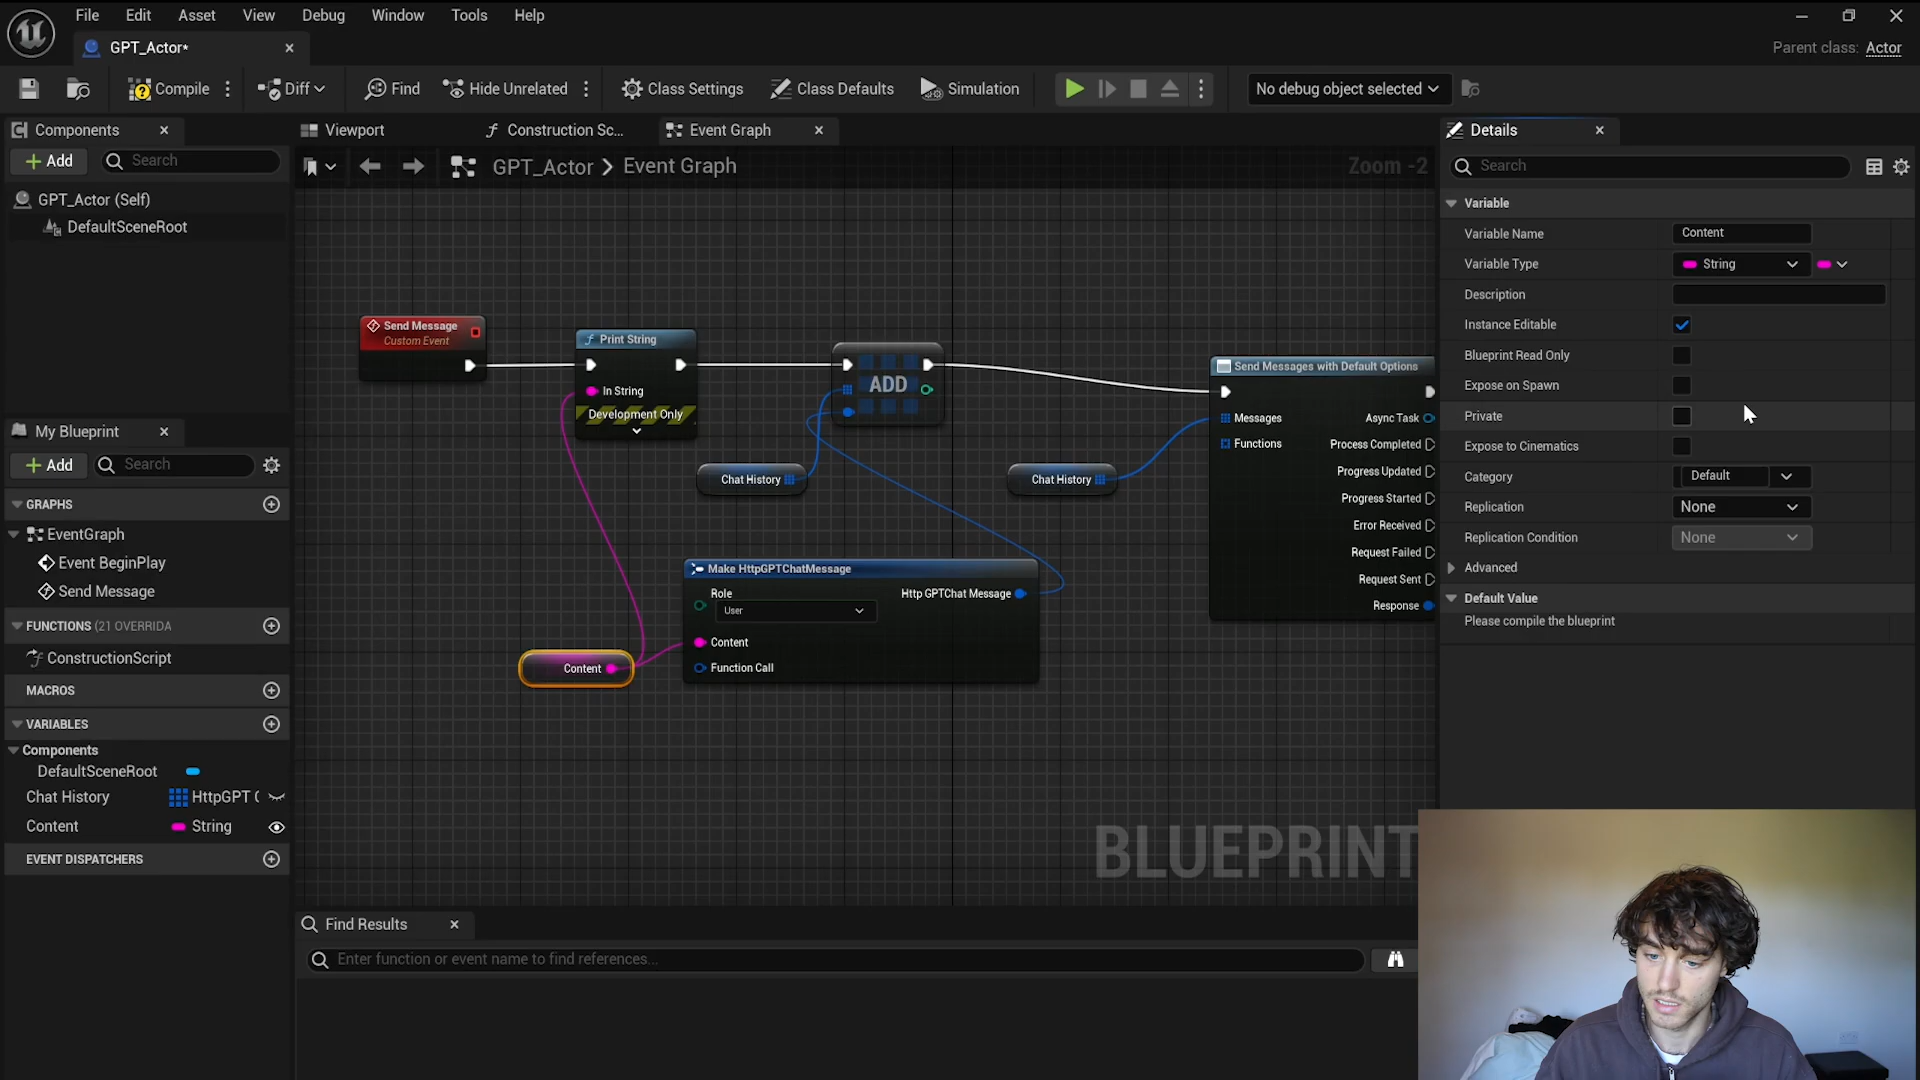 File Edit Asset View Debug Window Tools Help
GPT_Actor*
Parent class: Actor
Compile Diff Find Hide Unrelated Class Settings Class Defaults Simulation No debug object selected
Components
Viewport Construction Sc... Event Graph
Details
Add Search
GPT_Actor > Event Graph
Zoom -2
Search
GPT_Actor (Self)
DefaultSceneRoot
Variable
Variable Name Content
Variable Type String
Description
Instance Editable
Blueprint Read Only
Expose on Spawn
Private
Expose to Cinematics
Category Default
Replication None
Replication Condition None
Advanced
Default Value
Please compile the blueprint
Send Message
Custom Event
Print String
In String
Development Only
ADD
Chat History
Chat History
Send Messages with Default Options
Messages
Functions
Async Task
Process Completed
Progress Updated
Progress Started
Error Received
Request Failed
Request Sent
Response
Make HttpGPTChatMessage
Role
User
Http GPTChat Message
Content
Function Call
Content
BLUEPRINT
My Blueprint
Add Search
GRAPHS
EventGraph
Event BeginPlay
Send Message
FUNCTIONS (21 OVERRIDA
ConstructionScript
MACROS
VARIABLES
Components
DefaultSceneRoot
Chat History HttpGPT C
Content String
EVENT DISPATCHERS
Find Results
Enter function or event name to find references...